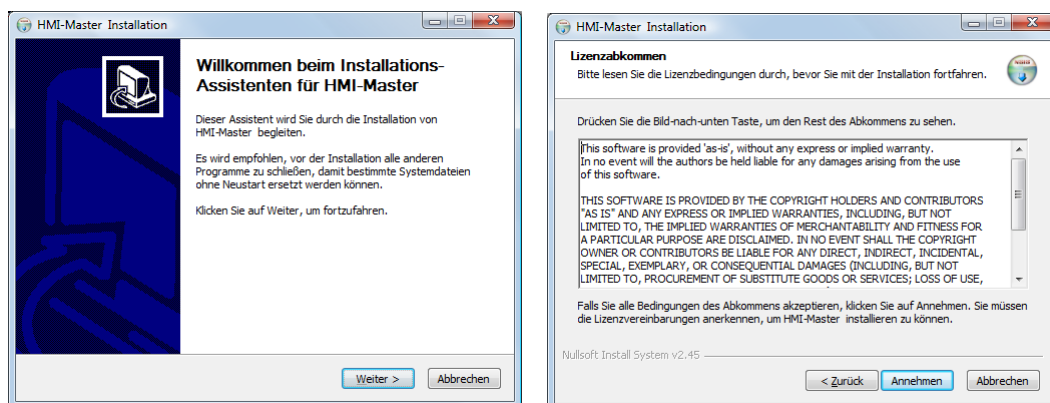 HMI-Master Installation
Willkommen beim Installations-
Assistenten für HMI-Master
Dieser Assistent wird Sie durch die Installation von
HMI-Master begleiten.
Es wird empfohlen, vor der Installation alle anderen
Programme zu schließen, damit bestimmte Systemdateien
ohne Neustart ersetzt werden können.
Klicken Sie auf Weiter, um fortzufahren.
Weiter >
Abbrechen
HMI-Master Installation
Lizenzabkommen
Bitte lesen Sie die Lizenzbedingungen durch, bevor Sie mit der Installation fortfahren.
Drücken Sie die Bild-nach-unten Taste, um den Rest des Abkommens zu sehen.
This software is provided 'as-is', without any express or implied warranty.
In no event will the authors be held liable for any damages arising from the use
of this software.
THIS SOFTWARE IS PROVIDED BY THE COPYRIGHT HOLDERS AND CONTRIBUTORS
"AS IS" AND ANY EXPRESS OR IMPLIED WARRANTIES, INCLUDING, BUT NOT
LIMITED TO, THE IMPLIED WARRANTIES OF MERCHANTABILITY AND FITNESS FOR
A PARTICULAR PURPOSE ARE DISCLAIMED. IN NO EVENT SHALL THE COPYRIGHT
OWNER OR CONTRIBUTORS BE LIABLE FOR ANY DIRECT, INDIRECT, INCIDENTAL,
SPECIAL, EXEMPLARY, OR CONSEQUENTIAL DAMAGES (INCLUDING, BUT NOT
LIMITED TO, PROCUREMENT OF SUBSTITUTE GOODS OR SERVICES; LOSS OF USE,
Falls Sie alle Bedingungen des Abkommens akzeptieren, klicken Sie auf Annehmen. Sie müssen
die Lizenzvereinbarungen anerkennen, um HMI-Master installieren zu können.
Nullsoft Install System v2.45
< Zurück
Annehmen
Abbrechen